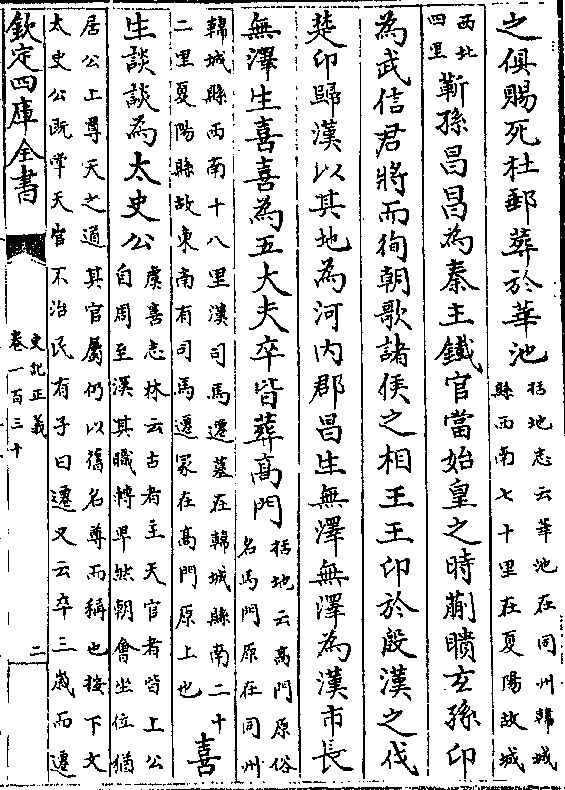 之俱賜死杜郵葬於華池
括地志云華池在同州韓城
縣西南七十里在夏陽故城
西北
四里
靳孫昌昌為秦主鐵官當始皇之時蒯聵玄孫卬
為武信君將而徇朝歌諸侯之相王王卬於殷漢之伐
楚卬歸漢以其地為河内郡昌生無澤無澤為漢市長
無澤生喜喜為五大夫卒皆葬髙門
括地云髙門原俗
名馬門原在同州
韓城縣西南十八里漢司馬遷墓在韓城縣南二十
二里夏陽縣故東南有司馬遷冢在髙門原上也
喜
生談談為太史公
虞喜志林云古者主天官者皆上公
自周至漢其職轉卑然朝會坐位猶
居公上尊天之道其官屬仍以舊名尊而稱也按下文
太史公既掌天官不治民有子曰遷又云卒三歳而遷
欽定四庫全書
史記正義
卷一百三十
二